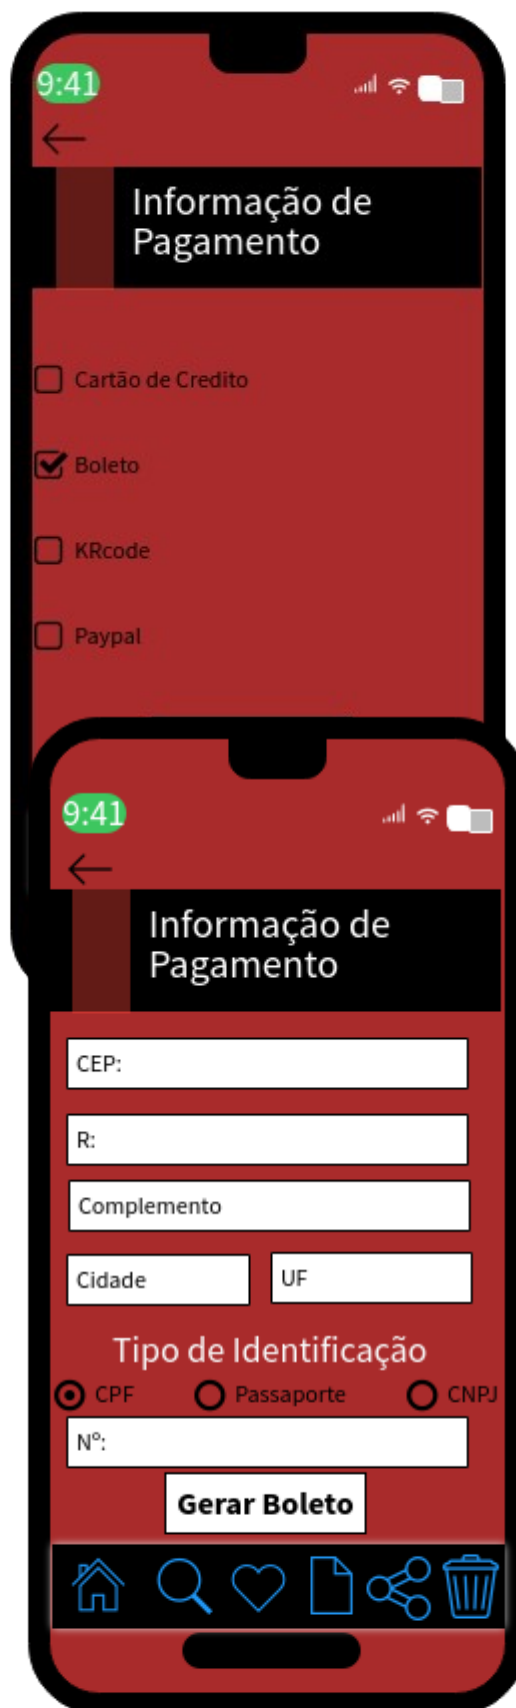 9:41
Informação de
Pagamento
Cartão de Credito
Boleto
KRcode
Paypal
9:41
Informação de
Pagamento
CEP:
R:
Complemento
Cidade
UF
Tipo de Identificação
CPF Passaporte CNPJ
Nº:
Gerar Boleto